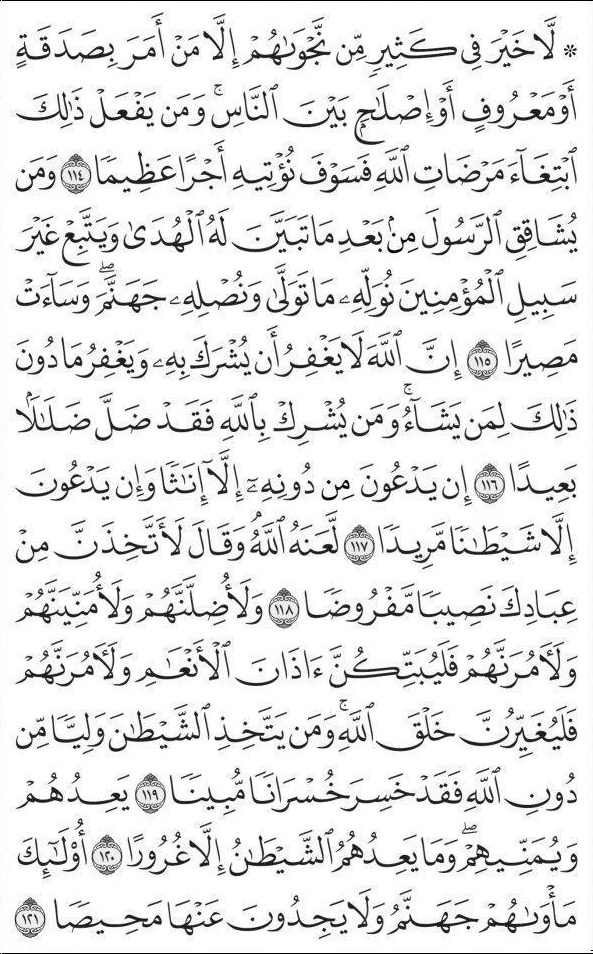 ۞ لَّا خَيْرَ فِي كَثِيرٍ مِّن نَّجْوَىٰهُمْ إِلَّا مَنْ أَمَرَ بِصَدَقَةٍ
أَوْ مَعْرُوفٍ أَوْ إِصْلَٰحٍۭ بَيْنَ ٱلنَّاسِۚ وَمَن يَفْعَلْ ذَٰلِكَ
ٱبْتِغَآءَ مَرْضَاتِ ٱللَّهِ فَسَوْفَ نُؤْتِيهِ أَجْرًا عَظِيمًا ١١٤ وَمَن
يُشَاقِقِ ٱلرَّسُولَ مِنۢ بَعْدِ مَا تَبَيَّنَ لَهُ ٱلْهُدَىٰ وَيَتَّبِعْ غَيْرَ
سَبِيلِ ٱلْمُؤْمِنِينَ نُوَلِّهِۦ مَا تَوَلَّىٰ وَنُصْلِهِۦ جَهَنَّمَۖ وَسَآءَتْ
مَصِيرًا ١١٥ إِنَّ ٱللَّهَ لَا يَغْفِرُ أَن يُشْرَكَ بِهِۦ وَيَغْفِرُ مَا دُونَ
ذَٰلِكَ لِمَن يَشَآءُۚ وَمَن يُشْرِكْ بِٱللَّهِ فَقَدْ ضَلَّ ضَلَٰلًۢا
بَعِيدًا ١١٦ إِن يَدْعُونَ مِن دُونِهِۦٓ إِلَّآ إِنَٰثًا وَإِن يَدْعُونَ
إِلَّا شَيْطَٰنًا مَّرِيدًا ١١٧ لَّعَنَهُ ٱللَّهُۘ وَقَالَ لَأَتَّخِذَنَّ مِنْ
عِبَادِكَ نَصِيبًا مَّفْرُوضًا ١١٨ وَلَأُضِلَّنَّهُمْ وَلَأُمَنِّيَنَّهُمْ
وَلَءَامُرَنَّهُمْ فَلَيُبَتِّكُنَّ ءَاذَانَ ٱلْأَنْعَٰمِ وَلَءَامُرَنَّهُمْ
فَلَيُغَيِّرُنَّ خَلْقَ ٱللَّهِۚ وَمَن يَتَّخِذِ ٱلشَّيْطَٰنَ وَلِيًّا مِّن
دُونِ ٱللَّهِ فَقَدْ خَسِرَ خُسْرَانًا مُّبِينًا ١١٩ يَعِدُهُمْ
وَيُمَنِّيهِمْۖ وَمَا يَعِدُهُمُ ٱلشَّيْطَٰنُ إِلَّا غُرُورًا ١٢٠ أُو۟لَٰٓئِكَ
مَأْوَىٰهُمْ جَهَنَّمُ وَلَا يَجِدُونَ عَنْهَا مَحِيصًا ١٢١